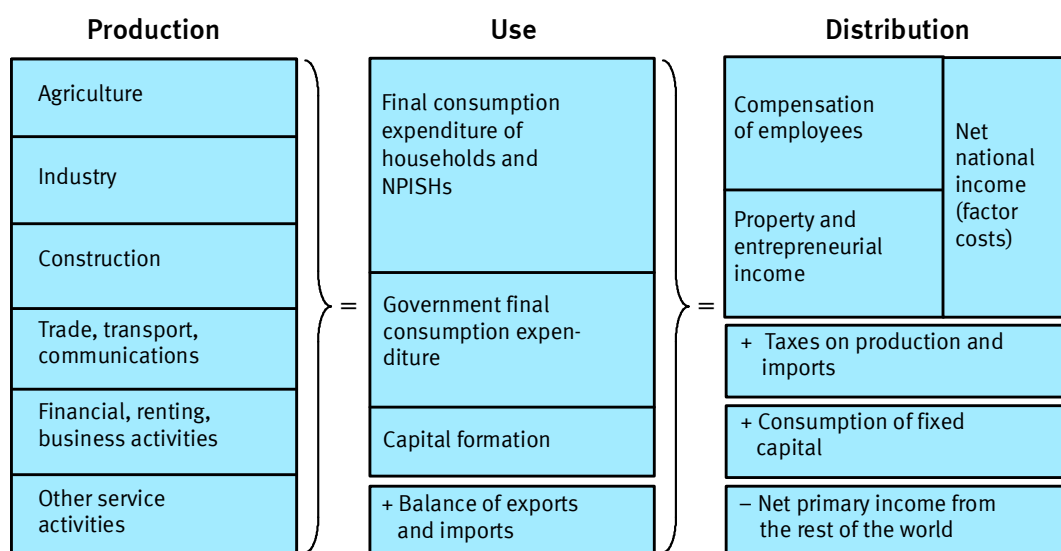 Production
Agriculture
Industry
Construction
Trade, transport,
communications
Financial, renting,
business activities
Other service
activities
=
Use
Final consumption
expenditure of
households and
NPISHs
Government final
consumption expen-
diture
Capital formation
+ Balance of exports
and imports
=
Distribution
Compensation
of employees
Property and
entrepreneurial
income
Net
national
income
(factor
costs)
+ Taxes on production and
imports
+ Consumption of fixed
capital
– Net primary income from
the rest of the world